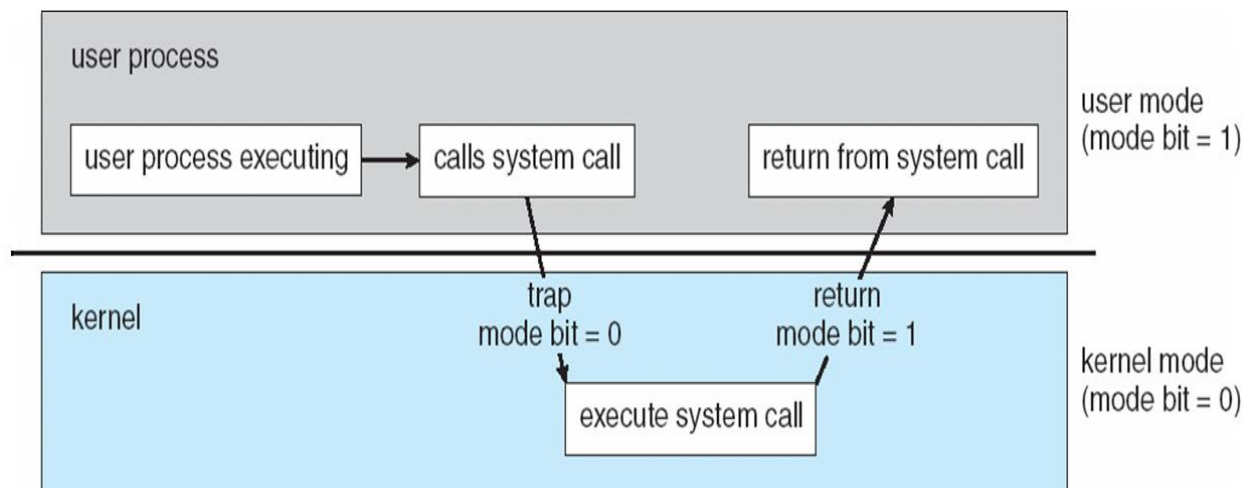 user process
user process executing
calls system call
return from system call
user mode
(mode bit = 1)
kernel
trap
mode bit = 0
return
mode bit = 1
execute system call
kernel mode
(mode bit = 0)